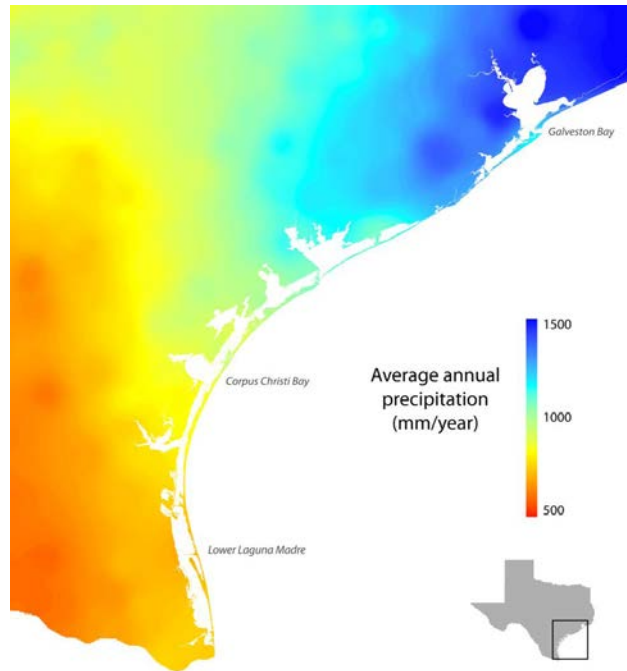 Galveston Bay
1500
Average annual
precipitation
(mm/year)
1000
Corpus Christi Bay
500
Lower Laguna Madre